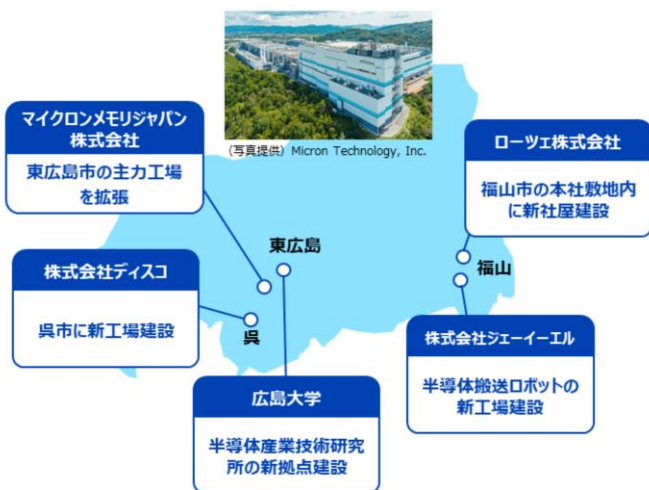 (写真提供) Micron Technology, Inc.
マイクロンメモリジャパン
株式会社
東広島市の主力工場
を拡張
ローツェ株式会社
福山市の本社敷地内
に新社屋建設
東広島
福山
株式会社ディスコ
呉市に新工場建設
呉
株式会社ジェーイーエル
半導体搬送ロボットの
新工場建設
広島大学
半導体産業技術研究
所の新拠点建設